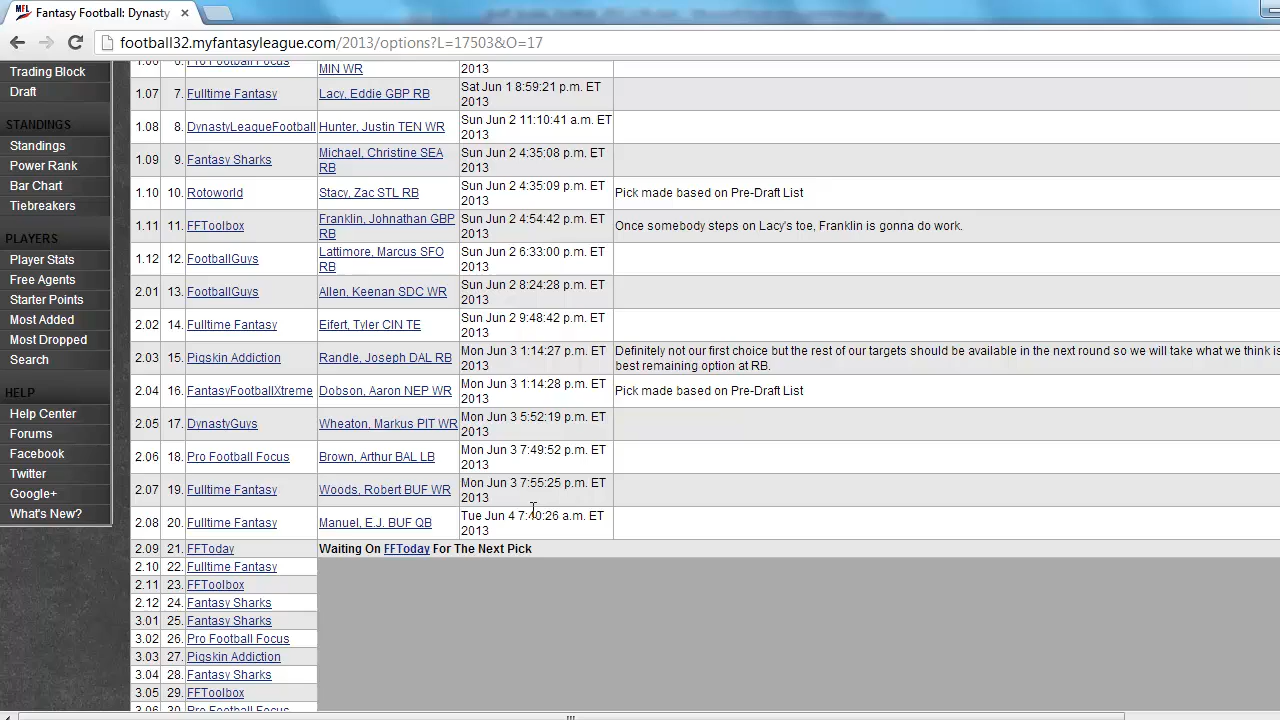 Fantasy Football: Dynasty
football32.myfantasyleague.com/2013/options?L=17503&O=17
Trading Block
Draft
STANDINGS
Standings
Power Rank
Bar Chart
Tiebreakers
PLAYERS
Player Stats
Free Agents
Starter Points
Most Added
Most Dropped
Search
HELP
Help Center
Forums
Facebook
Twitter
Google+
What's New?
1.06 6. Pro Football Focus MIN WR 2013
1.07 7. Fulltime Fantasy Lacy, Eddie GBP RB Sat Jun 1 8:59:21 p.m. ET
2013
1.08 8. DynastyLeagueFootball Hunter, Justin TEN WR Sun Jun 2 11:10:41 a.m. ET
2013
1.09 9. Fantasy Sharks Michael, Christine SEA Sun Jun 2 4:35:08 p.m. ET
RB 2013
1.10 10. Rotoworld Stacy, Zac STL RB Sun Jun 2 4:35:09 p.m. ET Pick made based on Pre-Draft List
2013
1.11 11. FFToolbox Franklin, Johnathan GBP Sun Jun 2 4:54:42 p.m. ET Once somebody steps on Lacy's toe, Franklin is gonna do work.
RB 2013
1.12 12. FootballGuys Lattimore, Marcus SFO Sun Jun 2 6:33:00 p.m. ET
RB 2013
2.01 13. FootballGuys Allen, Keenan SDC WR Sun Jun 2 8:24:28 p.m. ET
2013
2.02 14. Fulltime Fantasy Eifert, Tyler CIN TE Sun Jun 2 9:48:42 p.m. ET
2013
2.03 15. Pigskin Addiction Randle, Joseph DAL RB Mon Jun 3 1:14:27 p.m. ET Definitely not our first choice but the rest of our targets should be available in the next round so we will take what we think is
2013 best remaining option at RB.
2.04 16. FantasyFootballXtreme Dobson, Aaron NEP WR Mon Jun 3 1:14:28 p.m. ET Pick made based on Pre-Draft List
2013
2.05 17. DynastyGuys Wheaton, Markus PIT WR Mon Jun 3 5:52:19 p.m. ET
2013
2.06 18. Pro Football Focus Brown, Arthur BAL LB Mon Jun 3 7:49:52 p.m. ET
2013
2.07 19. Fulltime Fantasy Woods, Robert BUF WR Mon Jun 3 7:55:25 p.m. ET
2013
2.08 20. Fulltime Fantasy Manuel, E.J. BUF QB Tue Jun 4 7:40:26 a.m. ET
2013
2.09 21. FFToday Waiting On FFToday For The Next Pick
2.10 22. Fulltime Fantasy
2.11 23. FFToolbox
2.12 24. Fantasy Sharks
3.01 25. Fantasy Sharks
3.02 26. Pro Football Focus
3.03 27. Pigskin Addiction
3.04 28. Fantasy Sharks
3.05 29. FFToolbox
3.06 30. Pro Football Focus